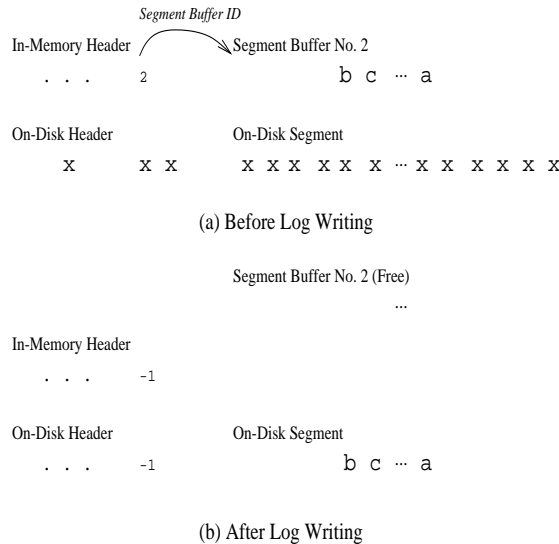 Segment Buffer ID
In-Memory Header Segment Buffer No. 2
. . . 2 b c ... a
On-Disk Header On-Disk Segment
x x x x x x x x x ... x x x x x x
(a) Before Log Writing
Segment Buffer No. 2 (Free)
...
In-Memory Header
. . . -1
On-Disk Header On-Disk Segment
. . . -1 b c ... a
(b) After Log Writing